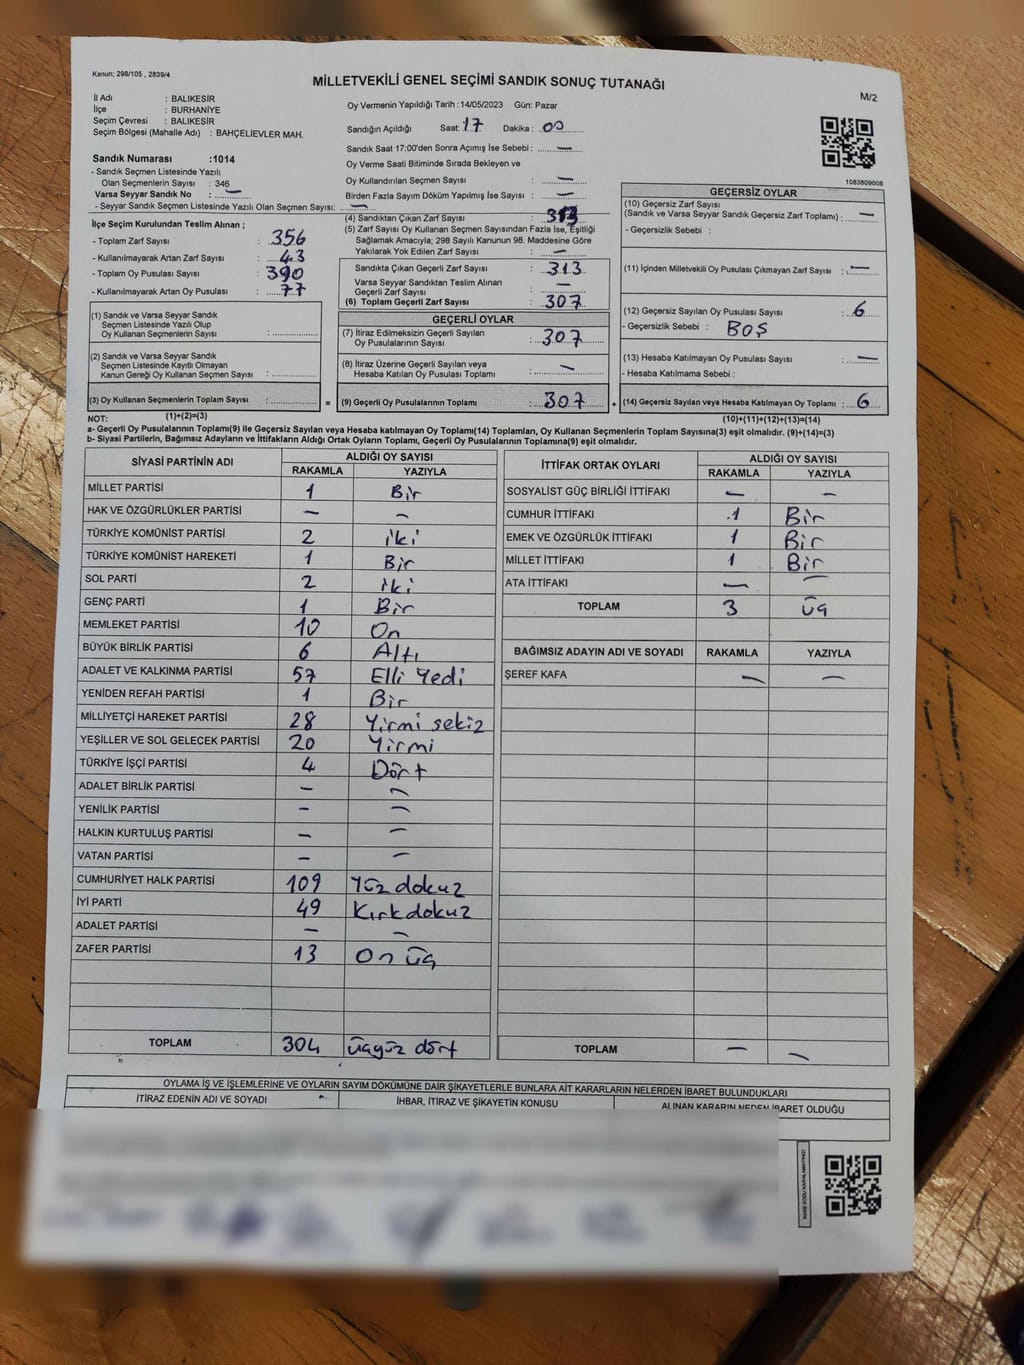 Kanun: 298/105 , 2839/4
MİLLETVEKİLİ GENEL SEÇİMİ SANDIK SONUÇ TUTANAĞI
M/2
İl Adı : BALIKESİR
İlçe : BURHANİYE
Seçim Çevresi : BALIKESİR
Seçim Bölgesi (Mahalle Adı) : BAHÇELİEVLER MAH.
Sandık Numarası :1014
- Sandık Seçmen Listesinde Yazılı
Olan Seçmenlerin Sayısı : 346
Varsa Seyyar Sandık No : —
- Seyyar Sandık Seçmen Listesinde Yazılı Olan Seçmen Sayısı: —
Oy Vermenin Yapıldığı Tarih :14/05/2023 Gün: Pazar
Sandığın Açıldığı Saat: 17 Dakika : 00
Sandık Saat 17:00'den Sonra Açımış İse Sebebi : —
Oy Verme Saati Bitiminde Sırada Bekleyen ve
Oy Kullandırılan Seçmen Sayısı : —
Birden Fazla Sayım Döküm Yapılmış İse Sayısı : —
1083809008
İlçe Seçim Kurulundan Teslim Alınan ;
- Toplam Zarf Sayısı : 356
- Kullanılmayarak Artan Zarf Sayısı : 43
- Toplam Oy Pusulası Sayısı : 390
- Kullanılmayarak Artan Oy Pusulası : 77
(1) Sandık ve Varsa Seyyar Sandık
Seçmen Listesinde Yazılı Olup
Oy Kullanan Seçmenlerin Sayısı :
(2) Sandık ve Varsa Seyyar Sandık
Seçmen Listesinde Kayıtlı Olmayan
Kanun Gereği Oy Kullanan Seçmen Sayısı :
(3) Oy Kullanan Seçmenlerin Toplam Sayısı :
(1)+(2)=(3)
(4) Sandıktan Çıkan Zarf Sayısı : 313
(5) Zarf Sayısı Oy Kullanan Seçmen Sayısından Fazla İse, Eşitliği
Sağlamak Amacıyla; 298 Sayılı Kanunun 98. Maddesine Göre
Yakılarak Yok Edilen Zarf Sayısı : —
Sandıkta Çıkan Geçerli Zarf Sayısı : 313
Varsa Seyyar Sandıktan Teslim Alınan
Geçerli Zarf Sayısı : —
(6) Toplam Geçerli Zarf Sayısı : 307
GEÇERLİ OYLAR
(7) İtiraz Edilmeksizin Geçerli Sayılan
Oy Pusulalarının Sayısı : 307
(8) İtiraz Üzerine Geçerli Sayılan veya
Hesaba Katılan Oy Pusulası Toplamı : —
= (9) Geçerli Oy Pusulalarının Toplamı : 307 +
GEÇERSİZ OYLAR
(10) Geçersiz Zarf Sayısı
(Sandık ve Varsa Seyyar Sandık Geçersiz Zarf Toplamı) : —
- Geçersizlik Sebebi :
(11) İçinden Milletvekili Oy Pusulası Çıkmayan Zarf Sayısı : —
(12) Geçersiz Sayılan Oy Pusulası Sayısı : 6
- Geçersizlik Sebebi : BOŞ
(13) Hesaba Katılmayan Oy Pusulası Sayısı : —
- Hesaba Katılmama Sebebi :
(14) Geçersiz Sayılan veya Hesaba Katılmayan Oy Toplamı : 6
(10)+(11)+(12)+(13)=(14)
NOT:
a- Geçerli Oy Pusulalarının Toplamı(9) ile Geçersiz Sayılan veya Hesaba katılmayan Oy Toplamı(14) Toplamları, Oy Kullanan Seçmenlerin Toplam Sayısına(3) eşit olmalıdır. (9)+(14)=(3)
b- Siyasi Partilerin, Bağımsız Adayların ve İttifakların Aldığı Ortak Oyların Toplamı, Geçerli Oy Pusulalarının Toplamına(9) eşit olmalıdır.
SİYASİ PARTİNİN ADI ALDIĞI OY SAYISI
RAKAMLA YAZIYLA
MİLLET PARTİSİ 1 Bir
HAK VE ÖZGÜRLÜKLER PARTİSİ — —
TÜRKİYE KOMÜNİST PARTİSİ 2 iki
TÜRKİYE KOMÜNİST HAREKETİ 1 Bir
SOL PARTİ 2 iki
GENÇ PARTİ 1 Bir
MEMLEKET PARTİSİ 10 On
BÜYÜK BİRLİK PARTİSİ 6 Altı
ADALET VE KALKINMA PARTİSİ 57 Elli Yedi
YENİDEN REFAH PARTİSİ 1 Bir
MİLLİYETÇİ HAREKET PARTİSİ 28 Yirmi sekiz
YEŞİLLER VE SOL GELECEK PARTİSİ 20 Yirmi
TÜRKİYE İŞÇİ PARTİSİ 4 Dört
ADALET BİRLİK PARTİSİ — —
YENİLİK PARTİSİ — —
HALKIN KURTULUŞ PARTİSİ — —
VATAN PARTİSİ — —
CUMHURİYET HALK PARTİSİ 109 Yüz dokuz
İYİ PARTİ 49 Kırk dokuz
ADALET PARTİSİ — —
ZAFER PARTİSİ 13 On üç
TOPLAM 304 üçyüz dört
İTTİFAK ORTAK OYLARI ALDIĞI OY SAYISI
RAKAMLA YAZIYLA
SOSYALİST GÜÇ BİRLİĞİ İTTİFAKI — —
CUMHUR İTTİFAKI 1 Bir
EMEK VE ÖZGÜRLÜK İTTİFAKI 1 Bir
MİLLET İTTİFAKI 1 Bir
ATA İTTİFAKI — —
TOPLAM 3 üç
BAĞIMSIZ ADAYIN ADI VE SOYADI RAKAMLA YAZIYLA
ŞEREF KAFA — —
TOPLAM — —
OYLAMA İŞ VE İŞLEMLERİNE VE OYLARIN SAYIM DÖKÜMÜNE DAİR ŞİKAYETLERLE BUNLARA AİT KARARLARIN NELERDEN İBARET BULUNDUKLARI
İTİRAZ EDENİN ADI VE SOYADI İHBAR, İTİRAZ VE ŞİKAYETİN KONUSU ALINAN KARARIN NEDEN İBARET OLDUĞU